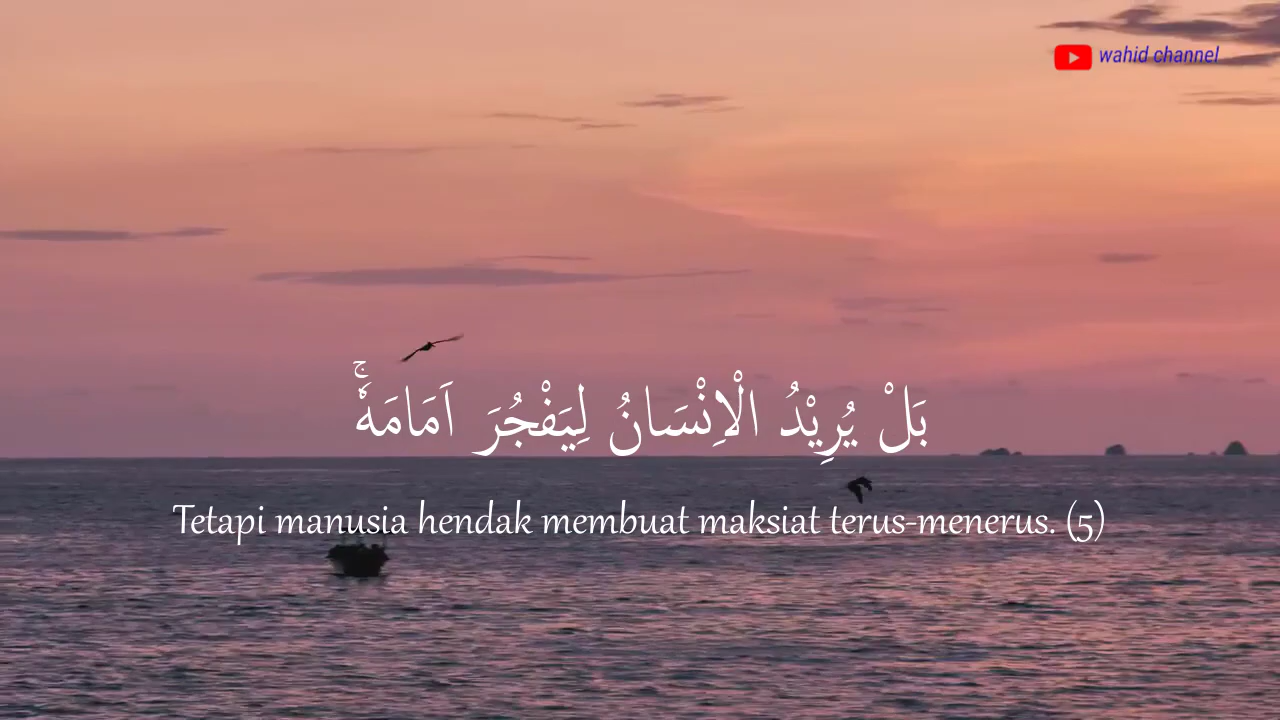 wahid channel
بَلْ يُرِيْدُ الْاِنْسَانُ لِيَفْجُرَ اَمَامَهٗۚ
Tetapi manusia hendak membuat maksiat terus-menerus. (5)